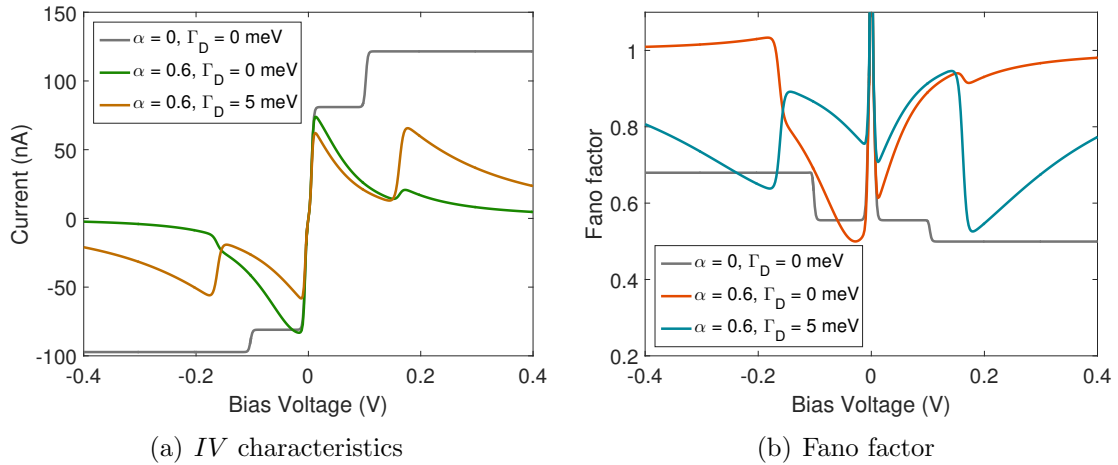 150
100
50
0
-50
-100
Current (nA)
α = 0, Γ_D = 0 meV
α = 0.6, Γ_D = 0 meV
α = 0.6, Γ_D = 5 meV
-0.4 -0.2 0 0.2 0.4
Bias Voltage (V)
(a) IV characteristics
1
0.8
0.6
0.4
0.2
Fano factor
α = 0, Γ_D = 0 meV
α = 0.6, Γ_D = 0 meV
α = 0.6, Γ_D = 5 meV
-0.4 -0.2 0 0.2 0.4
Bias Voltage (V)
(b) Fano factor